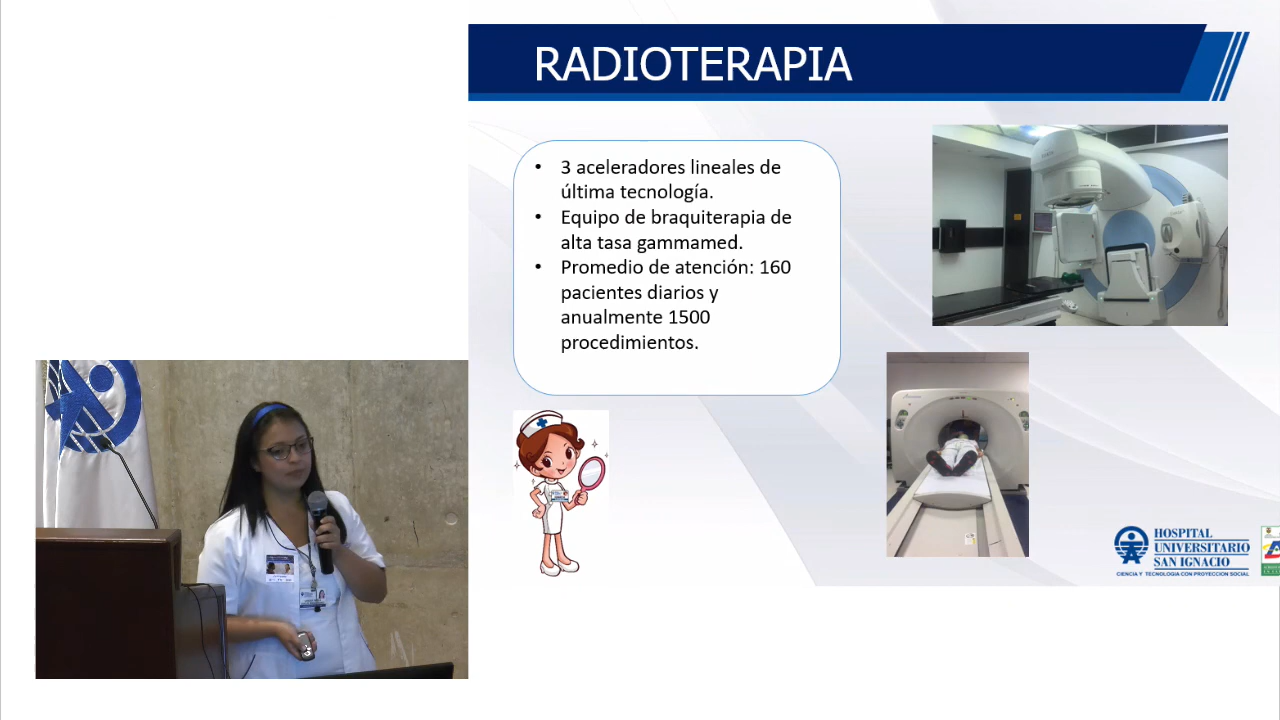 RADIOTERAPIA
• 3 aceleradores lineales de
última tecnología.
• Equipo de braquiterapia de
alta tasa gammamed.
• Promedio de atención: 160
pacientes diarios y
anualmente 1500
procedimientos.
HOSPITAL
UNIVERSITARIO
SAN IGNACIO
CIENCIA Y TECNOLOGIA CON PROYECCION SOCIAL